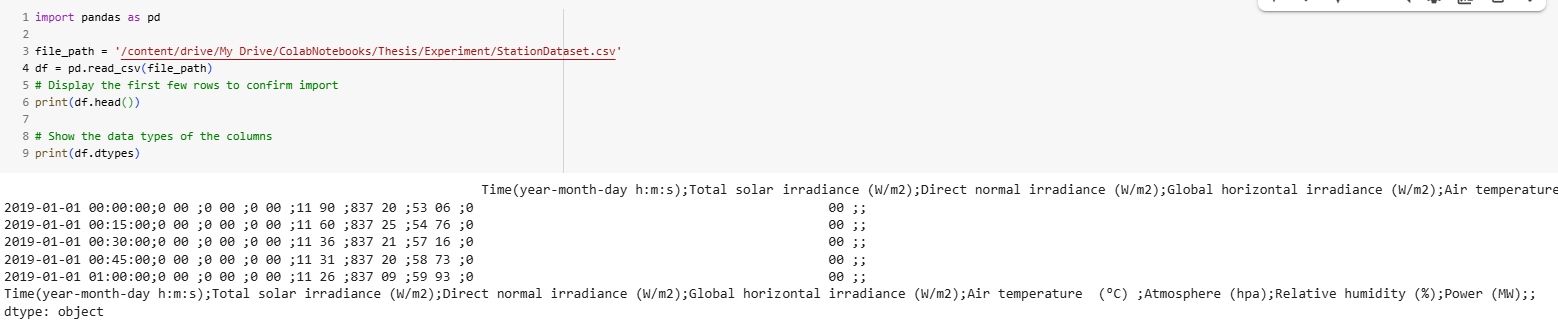 1 import pandas as pd
2
3 file_path = '/content/drive/My Drive/ColabNotebooks/Thesis/Experiment/StationDataset.csv'
4 df = pd.read_csv(file_path)
5 # Display the first few rows to confirm import
6 print(df.head())
7
8 # Show the data types of the columns
9 print(df.dtypes)
Time(year-month-day h:m:s);Total solar irradiance (W/m2);Direct normal irradiance (W/m2);Global horizontal irradiance (W/m2);Air temperature
2019-01-01 00:00:00;0 00 ;0 00 ;0 00 ;11 90 ;837 20 ;53 06 ;0 00 ;;
2019-01-01 00:15:00;0 00 ;0 00 ;0 00 ;11 60 ;837 25 ;54 76 ;0 00 ;;
2019-01-01 00:30:00;0 00 ;0 00 ;0 00 ;11 36 ;837 21 ;57 16 ;0 00 ;;
2019-01-01 00:45:00;0 00 ;0 00 ;0 00 ;11 31 ;837 20 ;58 73 ;0 00 ;;
2019-01-01 01:00:00;0 00 ;0 00 ;0 00 ;11 26 ;837 09 ;59 93 ;0 00 ;;
Time(year-month-day h:m:s);Total solar irradiance (W/m2);Direct normal irradiance (W/m2);Global horizontal irradiance (W/m2);Air temperature  (°C) ;Atmosphere (hpa);Relative humidity (%);Power (MW);;
dtype: object